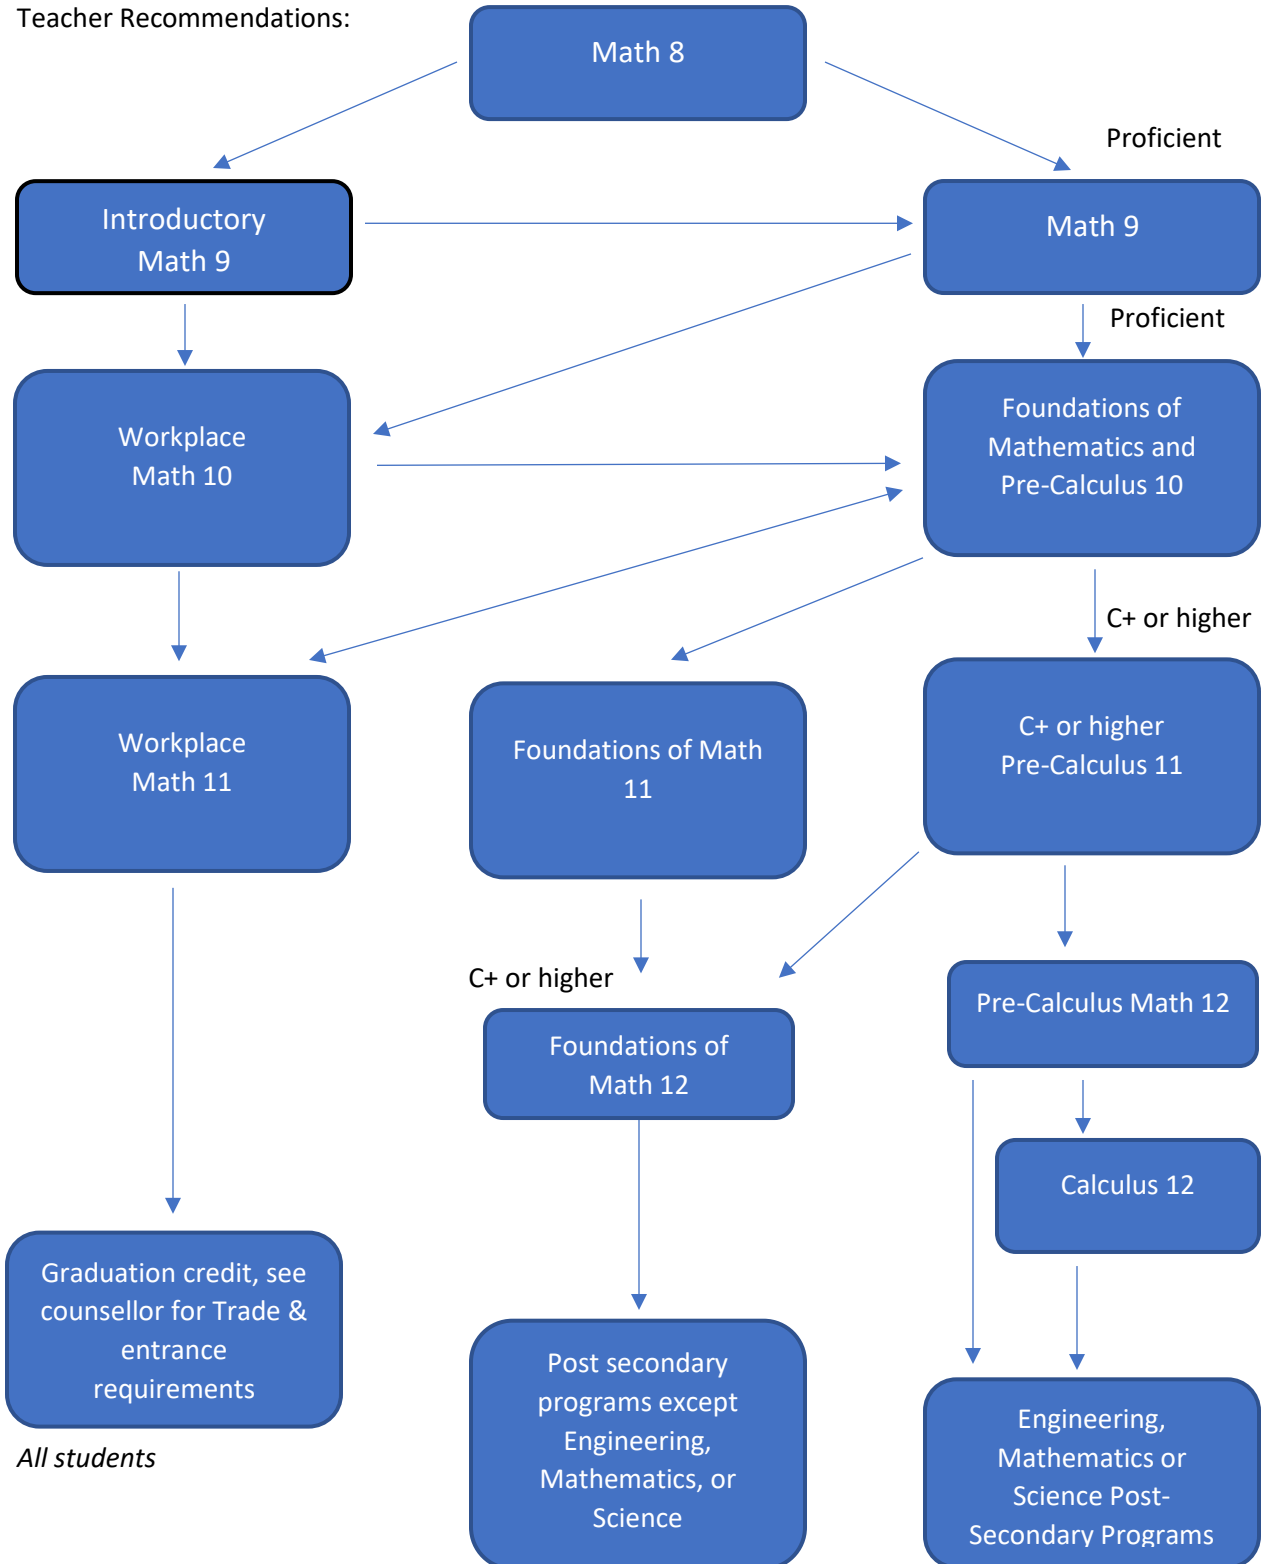 Teacher Recommendations:
Math 8
Proficient
Introductory
Math 9
Math 9
Proficient
Workplace
Math 10
Foundations of
Mathematics and
Pre-Calculus 10
C+ or higher
Workplace
Math 11
Foundations of Math
11
C+ or higher
Pre-Calculus 11
C+ or higher
Foundations of
Math 12
Pre-Calculus Math 12
Calculus 12
Graduation credit, see
counsellor for Trade &
entrance
requirements
All students
Post secondary
programs except
Engineering,
Mathematics, or
Science
Engineering,
Mathematics or
Science Post-
Secondary Programs